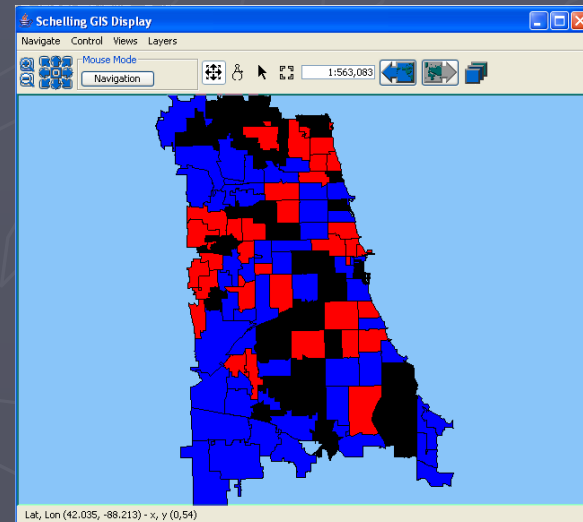 Schelling GIS Display
Navigate Control Views Layers
Mouse Mode
Navigation
1:563,083
Lat, Lon (42.035, -88.213) - x, y (0,54)